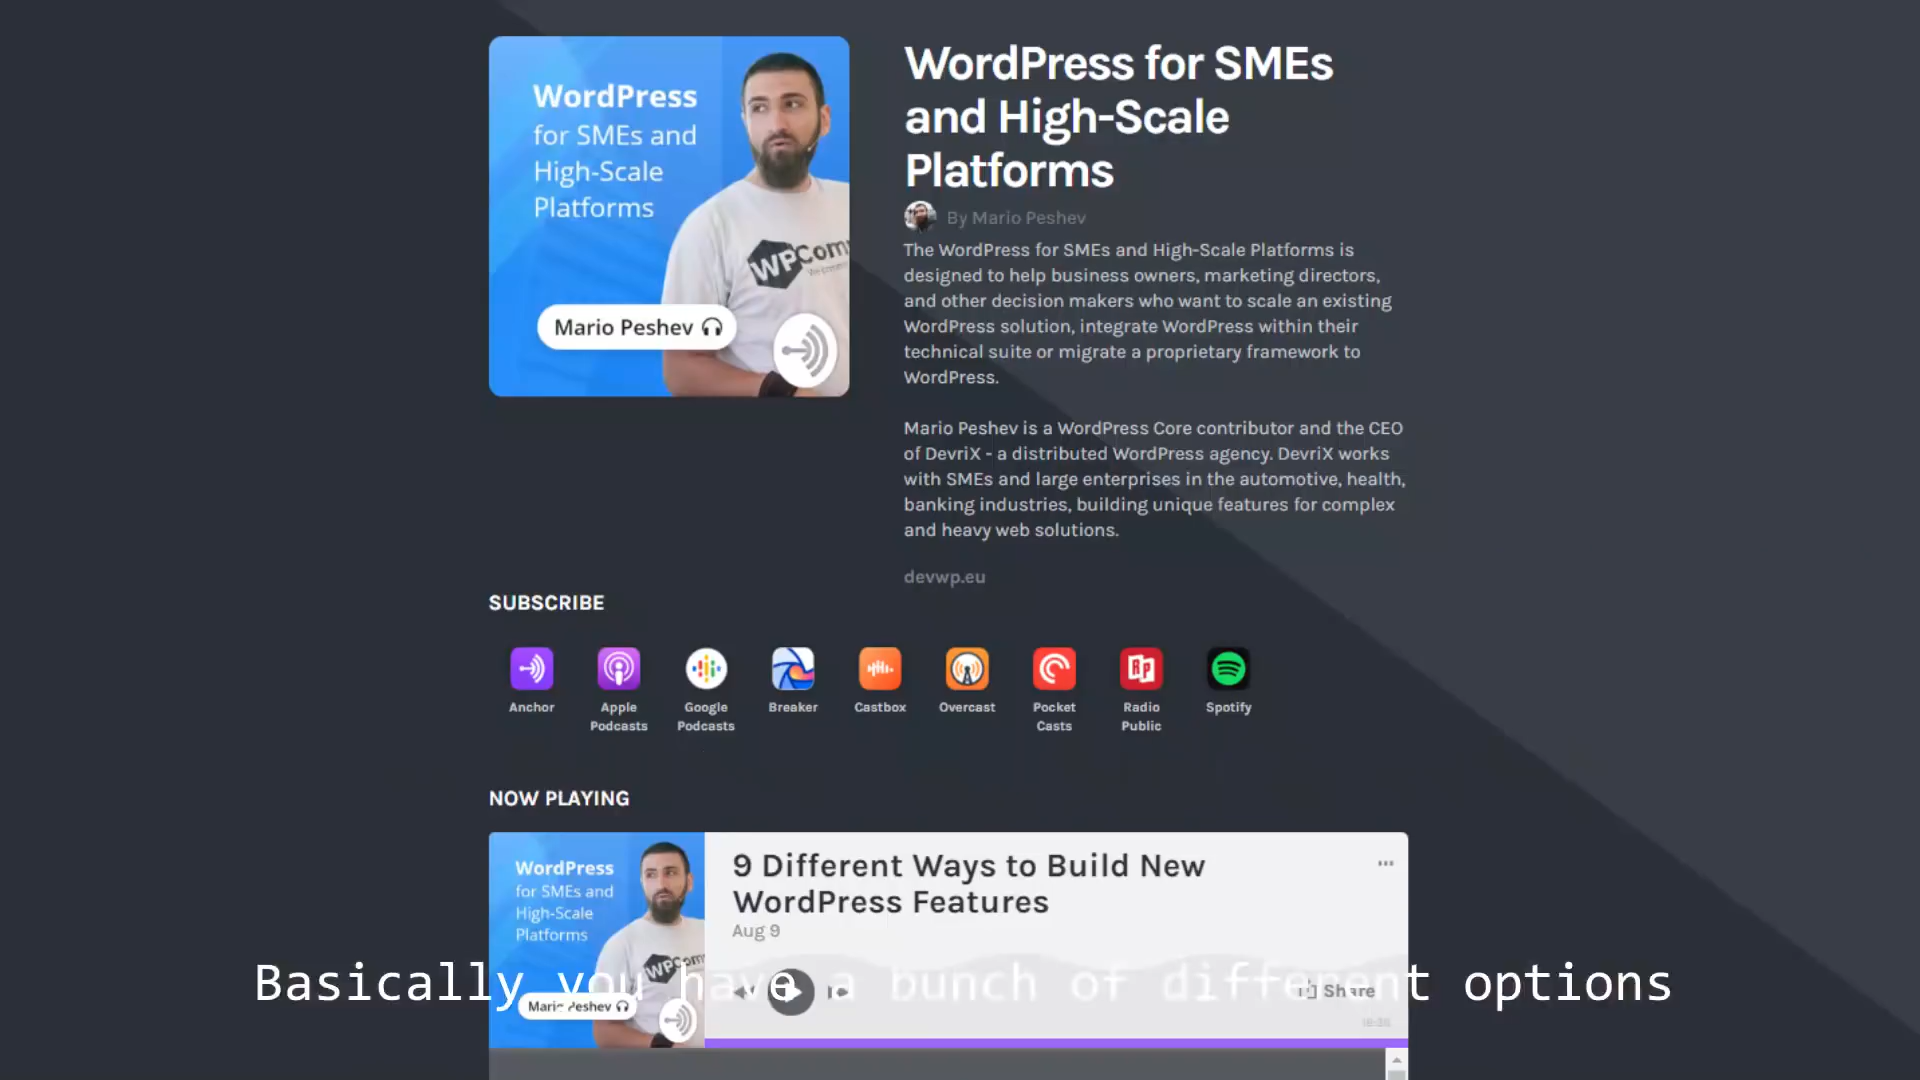 WordPress
for SMEs and
High-Scale
Platforms
Mario Peshev
WPCom
WordPress for SMEs
and High-Scale
Platforms
By Mario Peshev
The WordPress for SMEs and High-Scale Platforms is
designed to help business owners, marketing directors,
and other decision makers who want to scale an existing
WordPress solution, integrate WordPress within their
technical suite or migrate a proprietary framework to
WordPress.
Mario Peshev is a WordPress Core contributor and the CEO
of DevriX - a distributed WordPress agency. DevriX works
with SMEs and large enterprises in the automotive, health,
banking industries, building unique features for complex
and heavy web solutions.
devwp.eu
SUBSCRIBE
Anchor
Apple
Podcasts
Google
Podcasts
Breaker
Castbox
Overcast
Pocket
Casts
RP
Radio
Public
Spotify
NOW PLAYING
WordPress
for SMEs and
High-Scale
Platforms
WPCom
Mario Peshev
9 Different Ways to Build New
WordPress Features
Aug 9
Share
Basically you have a bunch of different options